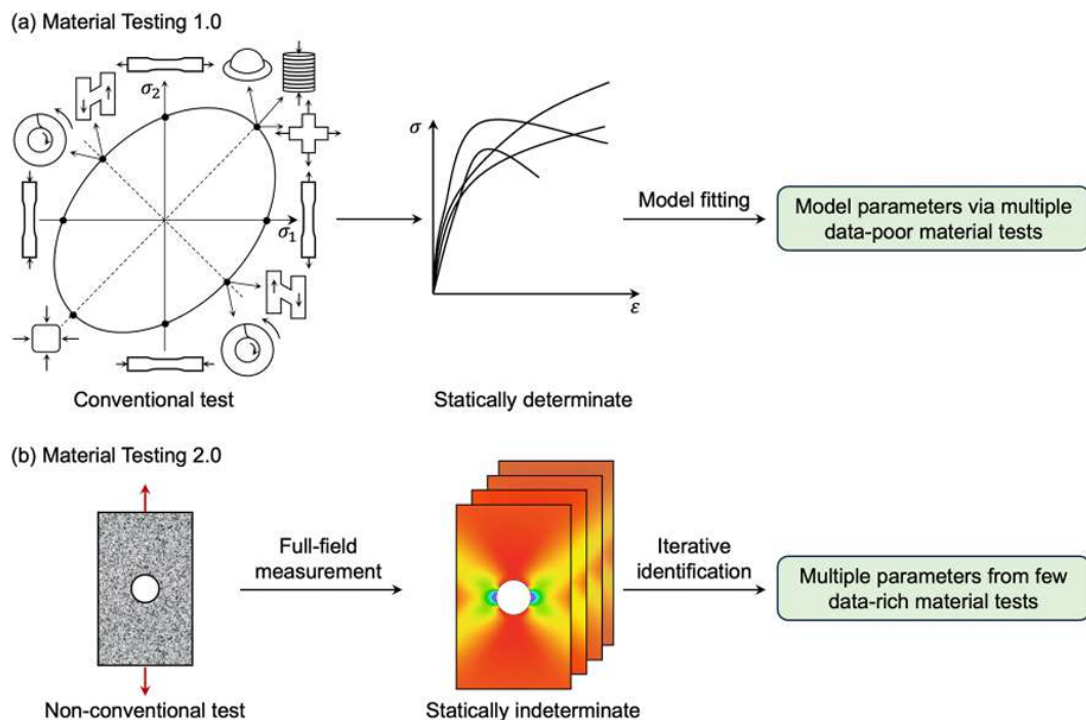 (a) Material Testing 1.0
σ₂
σ₁
Conventional test
σ
ε
Statically determinate
Model fitting
Model parameters via multiple
data-poor material tests
(b) Material Testing 2.0
Non-conventional test
Full-field
measurement
Statically indeterminate
Iterative
identification
Multiple parameters from few
data-rich material tests